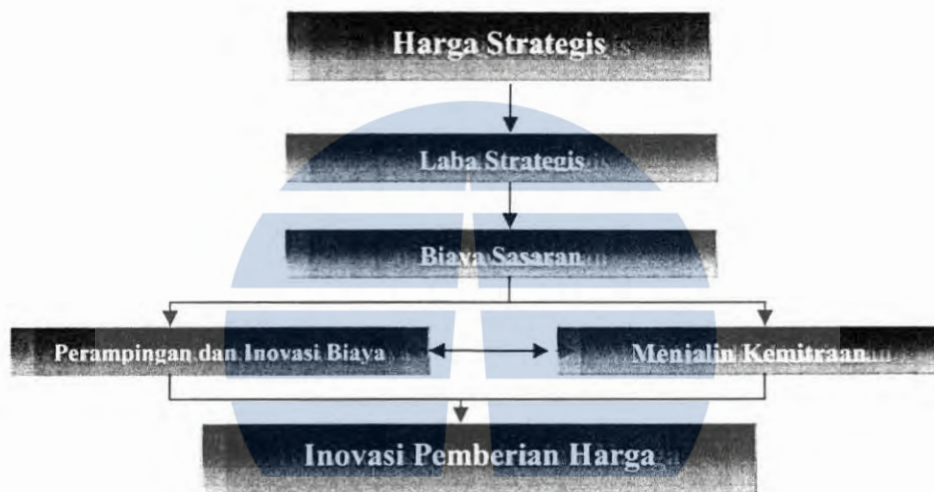 Harga Strategis
Laba Strategis
Biaya Sasaran
Perampingan dan Inovasi Biaya
Menjalin Kemitraan
Inovasi Pemberian Harga